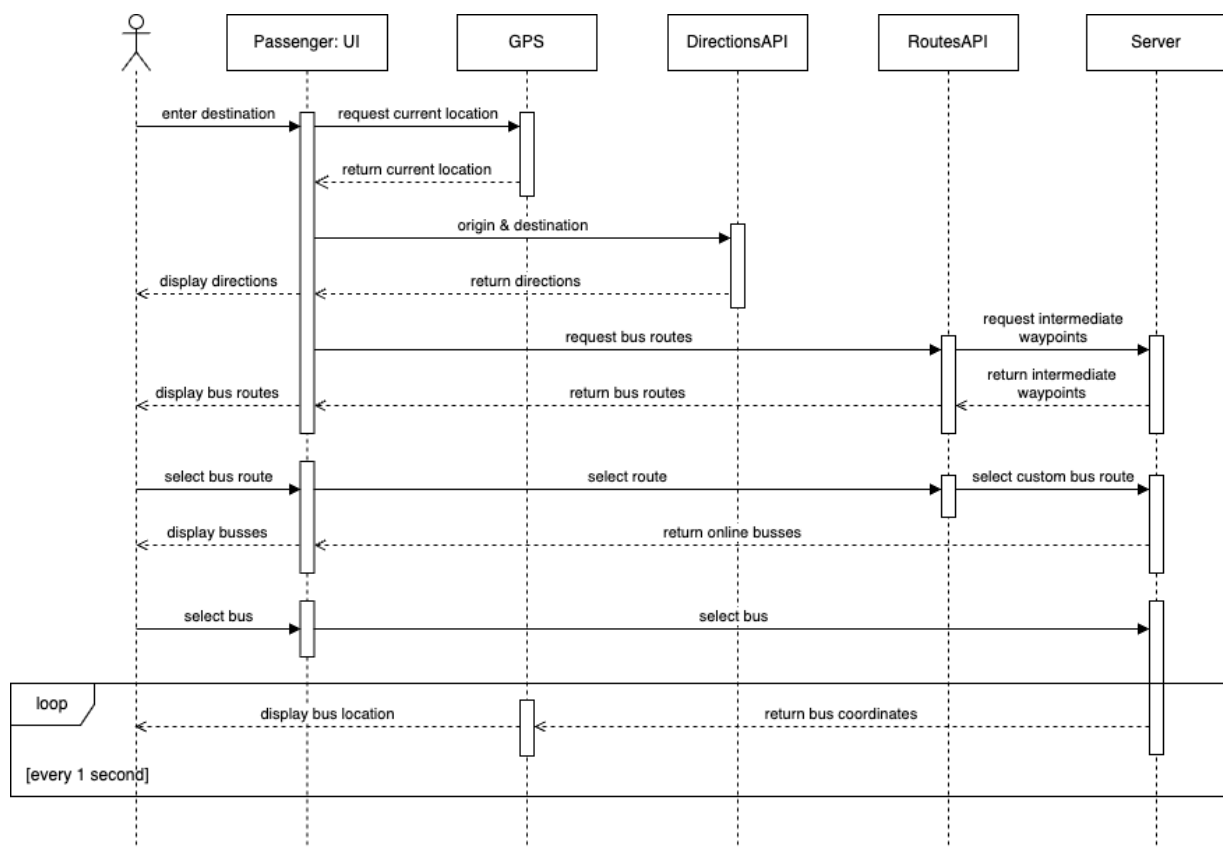 Passenger: UI
GPS
DirectionsAPI
RoutesAPI
Server
enter destination
request current location
return current location
origin & destination
display directions
return directions
request bus routes
request intermediate
waypoints
display bus routes
return bus routes
return intermediate
waypoints
select bus route
select route
select custom bus route
display busses
return online busses
select bus
select bus
loop
display bus location
return bus coordinates
[every 1 second]